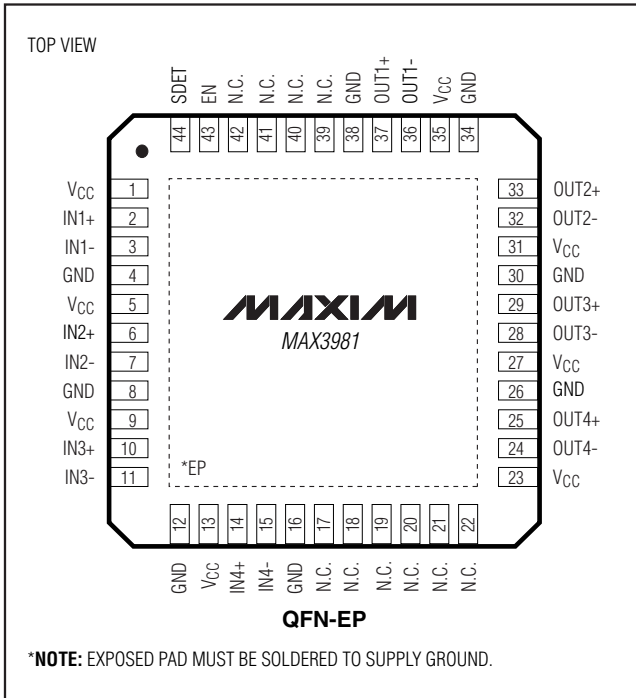 TOP VIEW
SDET
EN
N.C.
N.C.
N.C.
N.C.
GND
OUT1+
OUT1-
VCC
GND
44
43
42
41
40
39
38
37
36
35
34
VCC 1
IN1+ 2
IN1- 3
GND 4
VCC 5
IN2+ 6
IN2- 7
GND 8
VCC 9
IN3+ 10
IN3- 11
MAXIM
MAX3981
*EP
33 OUT2+
32 OUT2-
31 VCC
30 GND
29 OUT3+
28 OUT3-
27 VCC
26 GND
25 OUT4+
24 OUT4-
23 VCC
12
13
14
15
16
17
18
19
20
21
22
GND
VCC
IN4+
IN4-
GND
N.C.
N.C.
N.C.
N.C.
N.C.
N.C.
QFN-EP
*NOTE: EXPOSED PAD MUST BE SOLDERED TO SUPPLY GROUND.